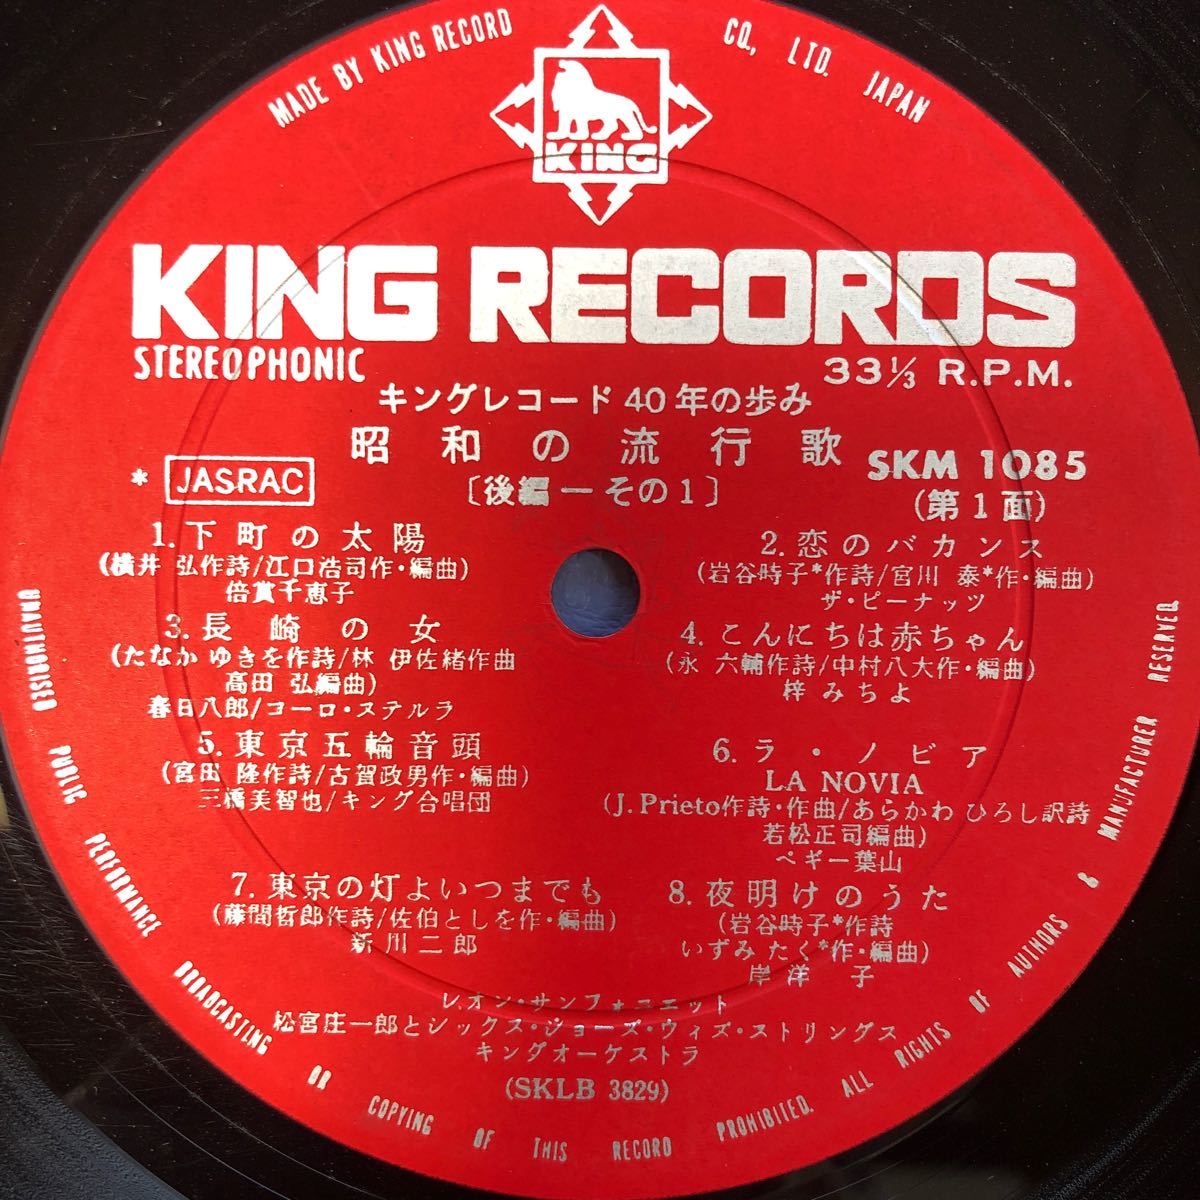 MADE BY KING RECORD CO., LTD. JAPAN
KING
KING RECORDS
STEREOPHONIC
33 1/3 R.P.M.
キングレコード 40 年の歩み
昭和の流行歌
SKM 1085
* JASRAC
〔後編ーその1〕
(第1面)
1. 下町の太陽
(横井 弘作詩/江口浩司作・編曲)
倍賞千恵子
2. 恋のバカンス
(岩谷時子*作詩/宮川 泰*作・編曲)
ザ・ピーナッツ
3. 長崎の女
(たなか ゆきを作詩/林 伊佐緒作曲
高田 弘編曲)
春日八郎/コーロ・ステルラ
4. こんにちは赤ちゃん
(永 六輔作詩/中村八大作・編曲)
梓みちよ
5. 東京五輪音頭
(宮田 隆作詩/古賀政男作・編曲)
三橋美智也/キング合唱団
6. ラ・ノビア
LA NOVIA
(J. Prieto作詩・作曲/あらかわ ひろし訳詩
若松正司編曲)
ペギー葉山
7. 東京の灯よいつまでも
(藤間哲郎作詩/佐伯としを作・編曲)
新川二郎
8. 夜明けのうた
(岩谷時子*作詩
いずみ たく*作・編曲)
岸洋子
レオン・サンフォニエット
松宮庄一郎とシックス・ジョーズ・ウィズ・ストリングス
キングオーケストラ
(SKLB 3829)
UNAUTHORISED PUBLIC PERFORMANCE BROADCASTING OR COPYING OF THIS RECORD PROHIBITED. ALL RIGHTS OF AUTHORS & MANUFACTURER RESERVED.